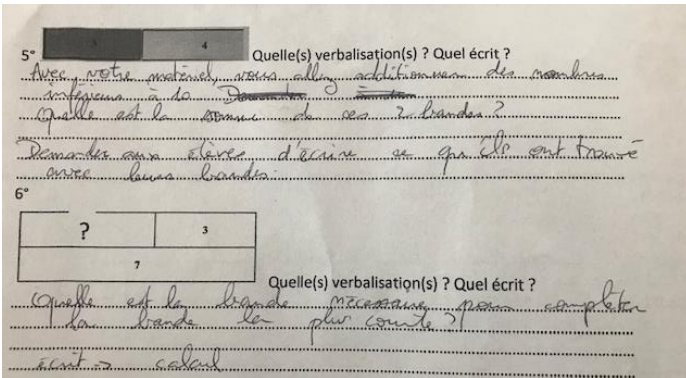 5°
5 4 Quelle(s) verbalisation(s) ? Quel écrit ?
Avec votre matériel, vous allez additionner des nombres
inférieurs à 10
Quelle est la somme de ces 2 bandes ?
Demander aux élèves d'écrire ce qu'ils ont trouvé
avec leurs bandes.
6°
? 3
7
Quelle(s) verbalisation(s) ? Quel écrit ?
Quelle est la bande nécessaire pour completer
la bande la plus courte ?
écrit → calcul